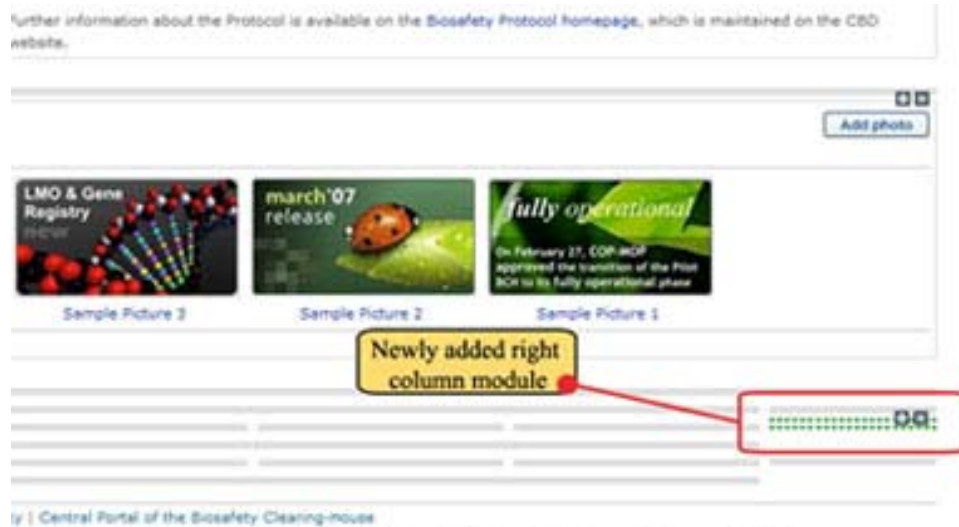 further information about the Protocol is available on the Biosafety Protocol homepage, which is maintained on the CBD
website.
Add photo
LMO & Gene
Registry
new
march'07
release
fully operational
On February 27, COP-MOP
approved the transition of the Pilot
BCH to its fully operational phase
Sample Picture 3
Sample Picture 2
Sample Picture 1
Newly added right
column module
y | Central Portal of the Biosafety Clearing-House